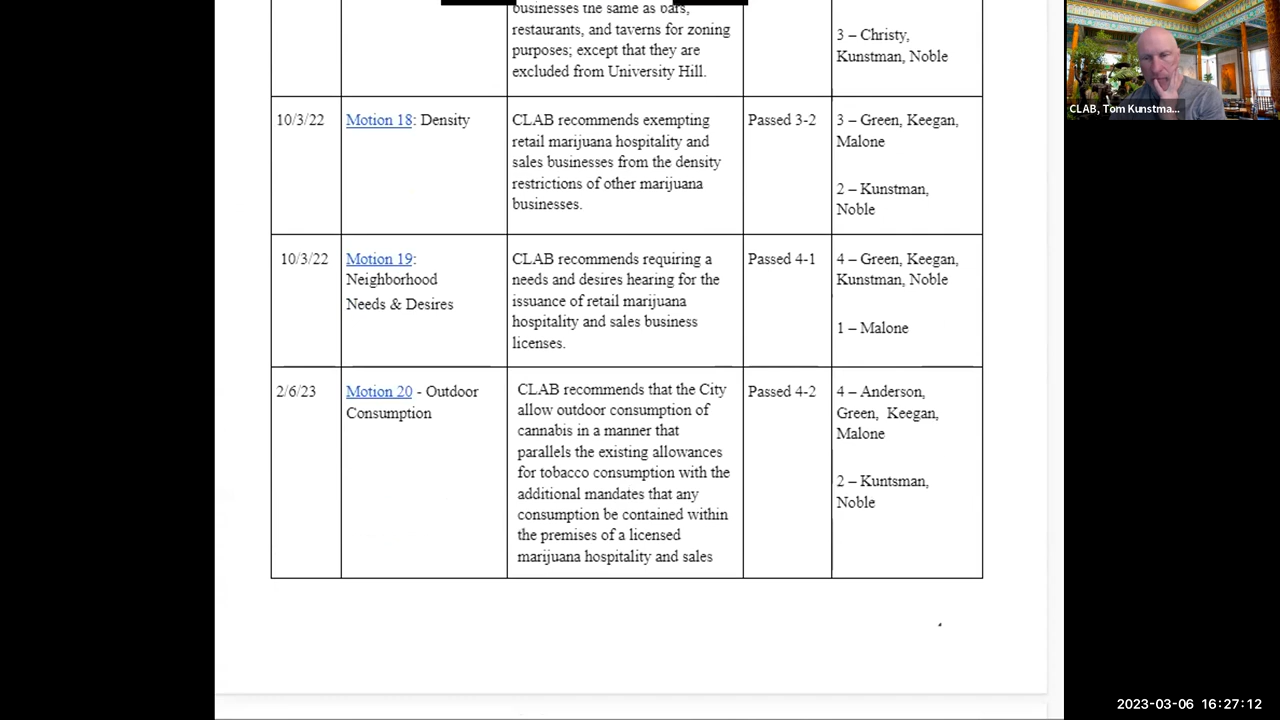 businesses the same as bars,
restaurants, and taverns for zoning
purposes; except that they are
excluded from University Hill.
3 – Christy,
Kunstman, Noble
10/3/22
Motion 18: Density
CLAB recommends exempting
retail marijuana hospitality and
sales businesses from the density
restrictions of other marijuana
businesses.
Passed 3-2
3 – Green, Keegan,
Malone
2 – Kunstman,
Noble
10/3/22
Motion 19:
Neighborhood
Needs & Desires
CLAB recommends requiring a
needs and desires hearing for the
issuance of retail marijuana
hospitality and sales business
licenses.
Passed 4-1
4 – Green, Keegan,
Kunstman, Noble
1 – Malone
2/6/23
Motion 20 - Outdoor
Consumption
CLAB recommends that the City
allow outdoor consumption of
cannabis in a manner that
parallels the existing allowances
for tobacco consumption with the
additional mandates that any
consumption be contained within
the premises of a licensed
marijuana hospitality and sales
Passed 4-2
4 – Anderson,
Green, Keegan,
Malone
2 – Kuntsman,
Noble
CLAB, Tom Kunstma...
2023-03-06 16:27:12